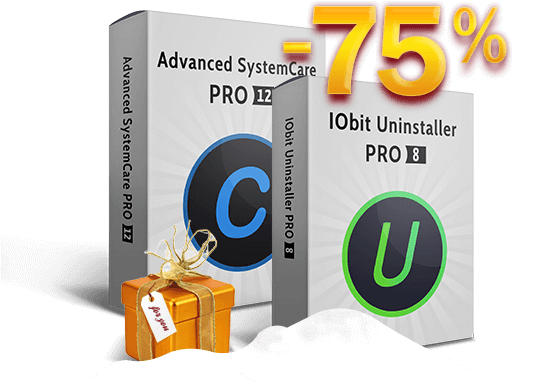 -75%
Advanced SystemCare
PRO 12
Advanced SystemCare PRO 12
C
IObit Uninstaller
PRO 8
IObit Uninstaller PRO 8
U
for you